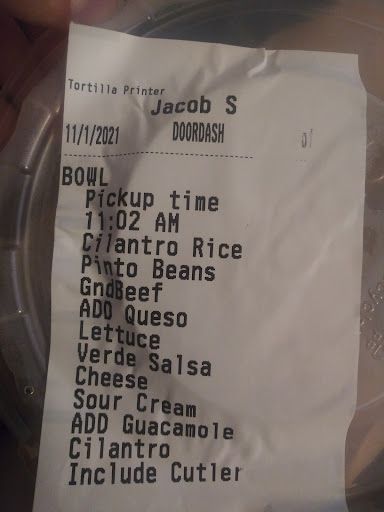 Tortilla Printer
Jacob S
11/1/2021 DOORDASH of
BOWL
Pickup time
11:02 AM
Cilantro Rice
Pinto Beans
GndBeef
ADD Queso
Lettuce
Verde Salsa
Cheese
Sour Cream
ADD Guacamole
Cilantro
Include Cutler